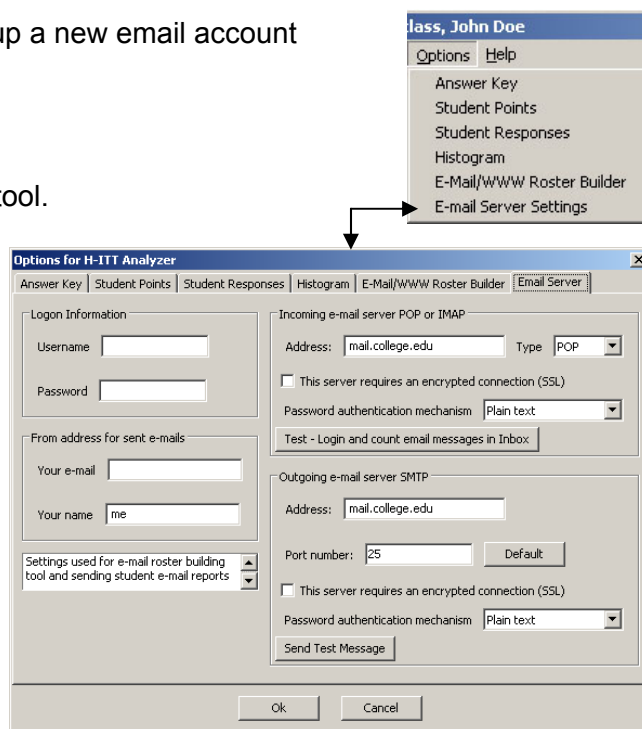 up a new email account
tool.
lass, John Doe
Options Help
Answer Key
Student Points
Student Responses
Histogram
E-Mail/WWW Roster Builder
E-mail Server Settings
Options for H-ITT Analyzer
Answer Key Student Points Student Responses Histogram E-Mail/WWW Roster Builder Email Server
Logon Information
Username
Password
From address for sent e-mails
Your e-mail
Your name me
Settings used for e-mail roster building
tool and sending student e-mail reports
Incoming e-mail server POP or IMAP
Address: mail.college.edu Type POP
This server requires an encrypted connection (SSL)
Password authentication mechanism Plain text
Test - Login and count email messages in Inbox
Outgoing e-mail server SMTP
Address: mail.college.edu
Port number: 25 Default
This server requires an encrypted connection (SSL)
Password authentication mechanism Plain text
Send Test Message
Ok Cancel